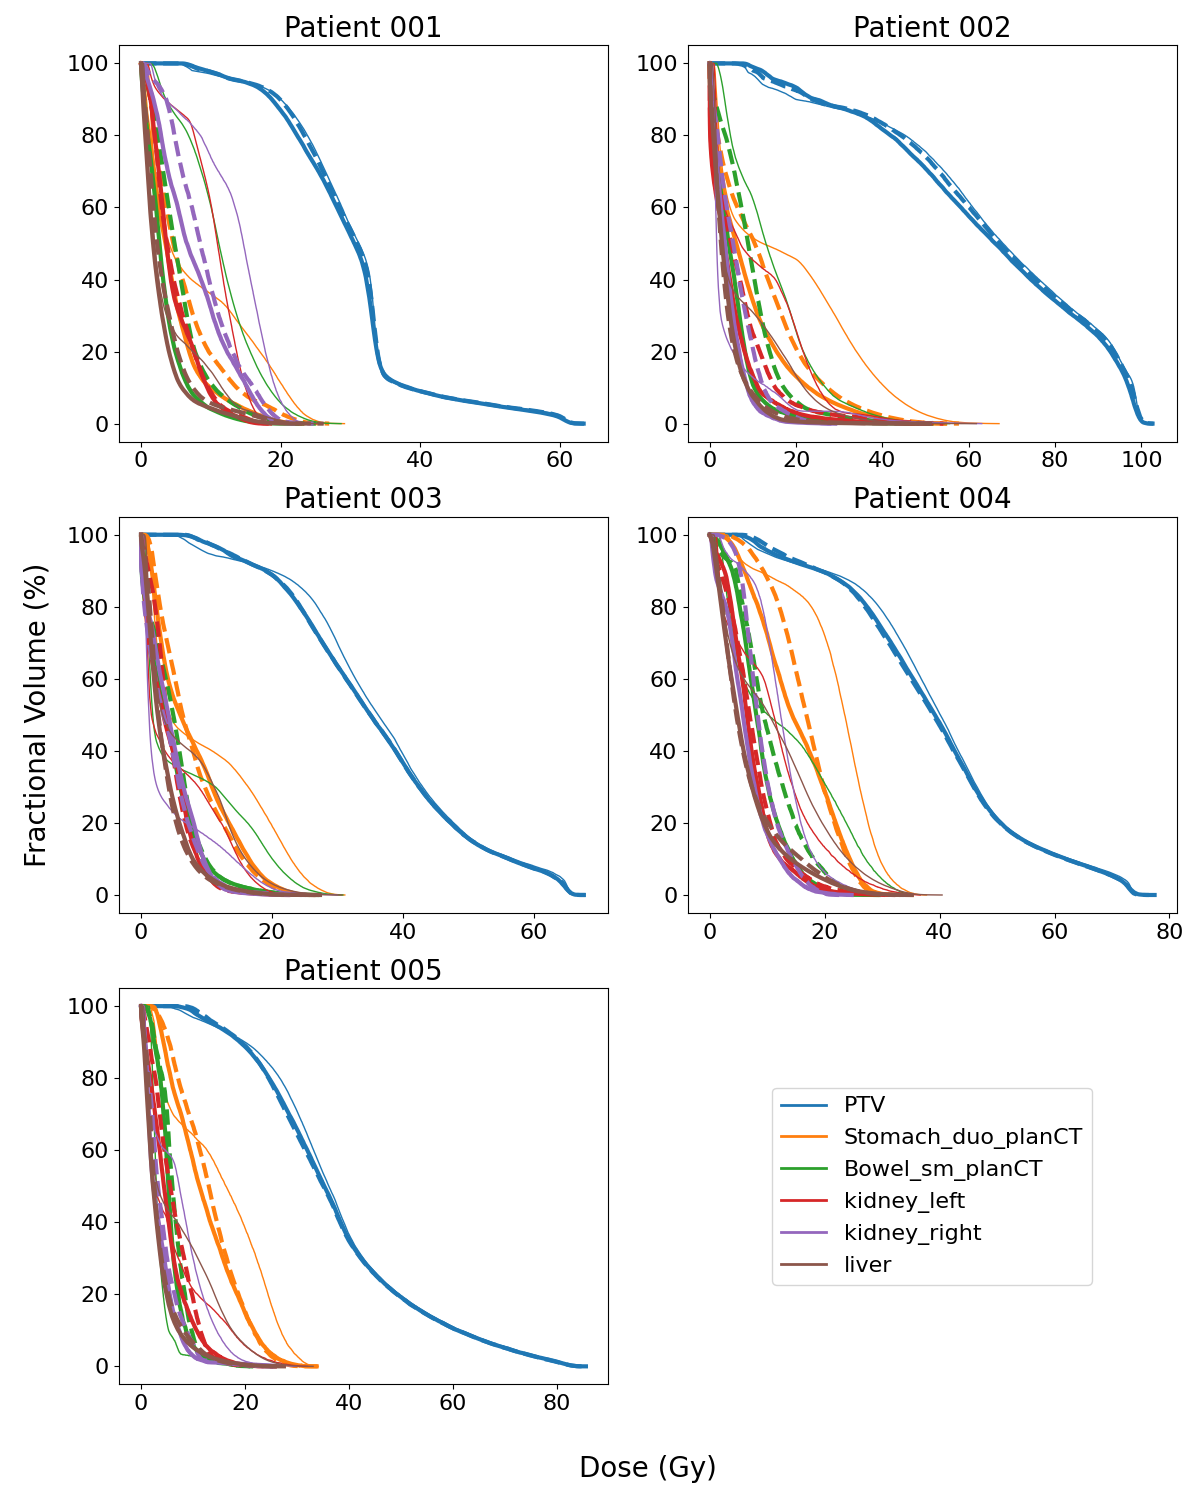 Patient 001
Patient 002
100
80
60
40
20
0
0 20 40 60
100
80
60
40
20
0
0 20 40 60 80 100
Patient 003
Patient 004
100
80
60
40
20
0
0 20 40 60
100
80
60
40
20
0
0 20 40 60 80
Patient 005
100
80
60
40
20
0
0 20 40 60 80
PTV
Stomach_duo_planCT
Bowel_sm_planCT
kidney_left
kidney_right
liver
Fractional Volume (%)
Dose (Gy)